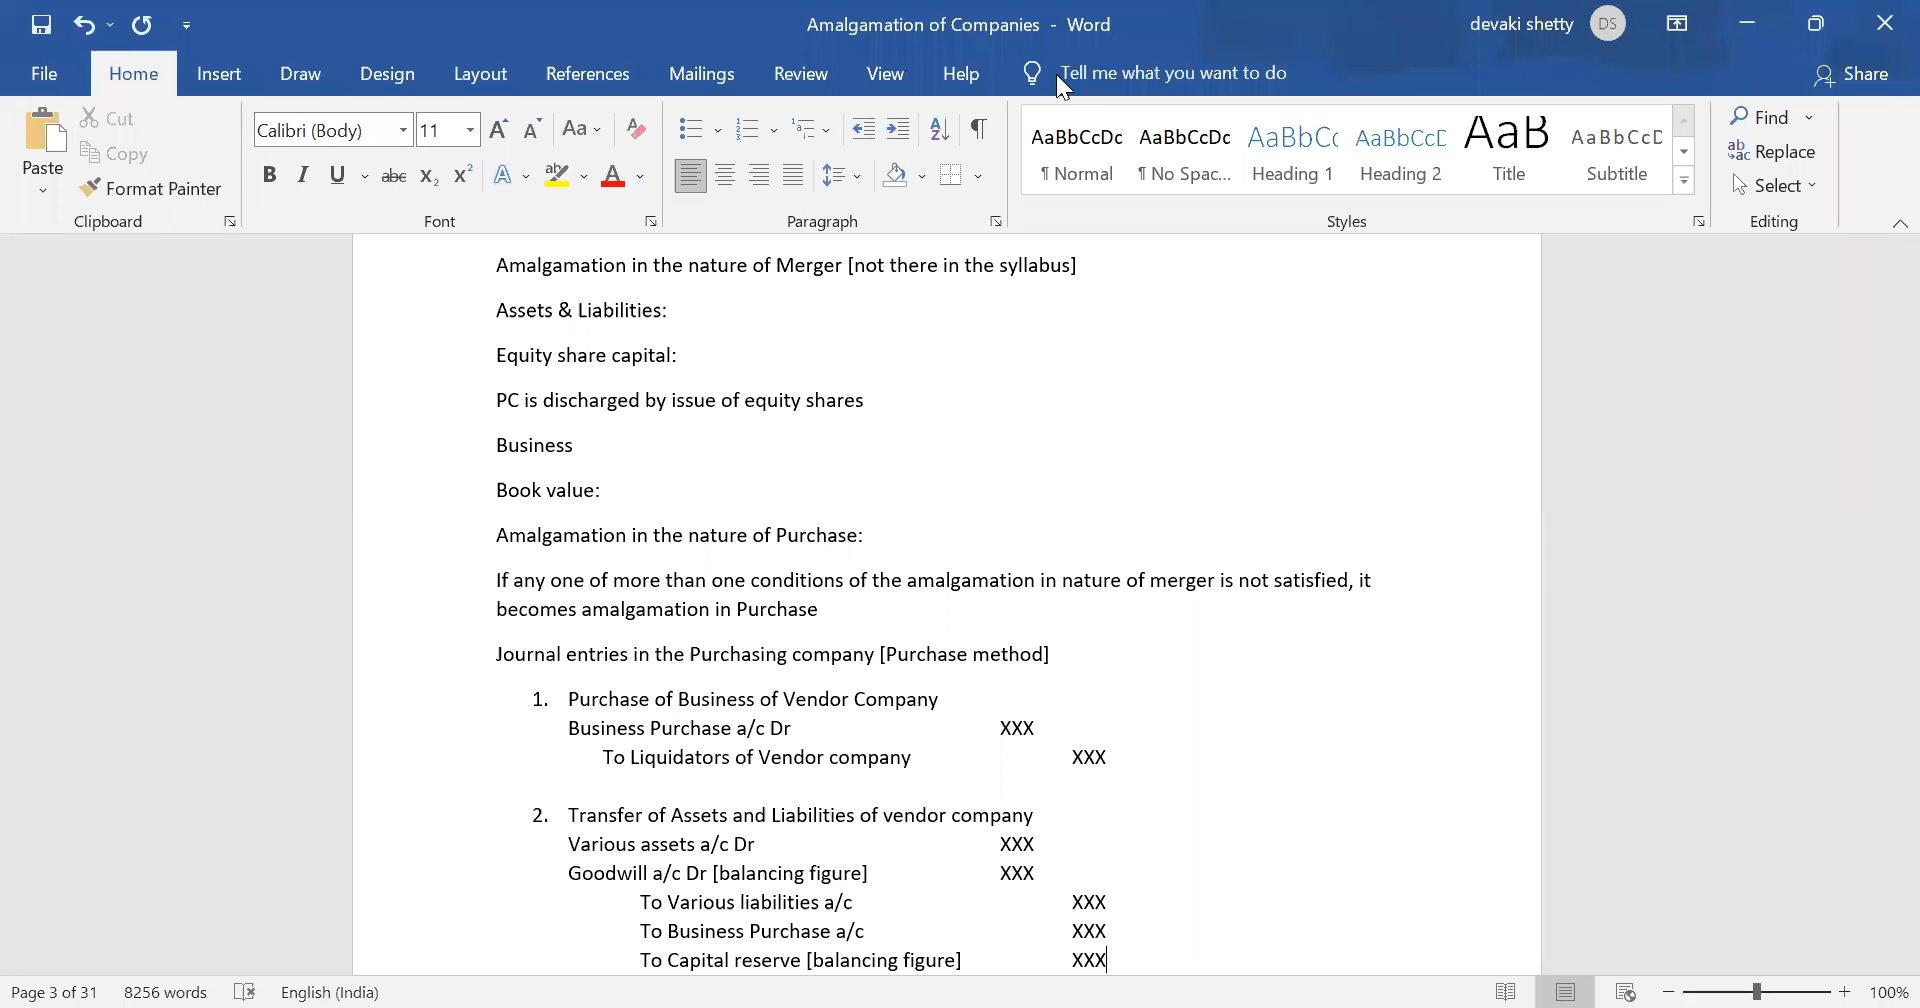 Amalgamation of Companies - Word
devaki shetty DS
File Home Insert Draw Design Layout References Mailings Review View Help Tell me what you want to do Share
Paste
Cut
Copy
Format Painter
Clipboard
Calibri (Body) 11
Font
Paragraph
AaBbCcDc AaBbCcDc AaBbCc AaBbCcE AaB AaBbCcD
¶ Normal ¶ No Spac... Heading 1 Heading 2 Title Subtitle
Styles
Find
Replace
Select
Editing
Amalgamation in the nature of Merger [not there in the syllabus]
Assets & Liabilities:
Equity share capital:
PC is discharged by issue of equity shares
Business
Book value:
Amalgamation in the nature of Purchase:
If any one of more than one conditions of the amalgamation in nature of merger is not satisfied, it
becomes amalgamation in Purchase
Journal entries in the Purchasing company [Purchase method]
1. Purchase of Business of Vendor Company
Business Purchase a/c Dr XXX
To Liquidators of Vendor company XXX
2. Transfer of Assets and Liabilities of vendor company
Various assets a/c Dr XXX
Goodwill a/c Dr [balancing figure] XXX
To Various liabilities a/c XXX
To Business Purchase a/c XXX
To Capital reserve [balancing figure] XXX
Page 3 of 31 8256 words English (India) 100%